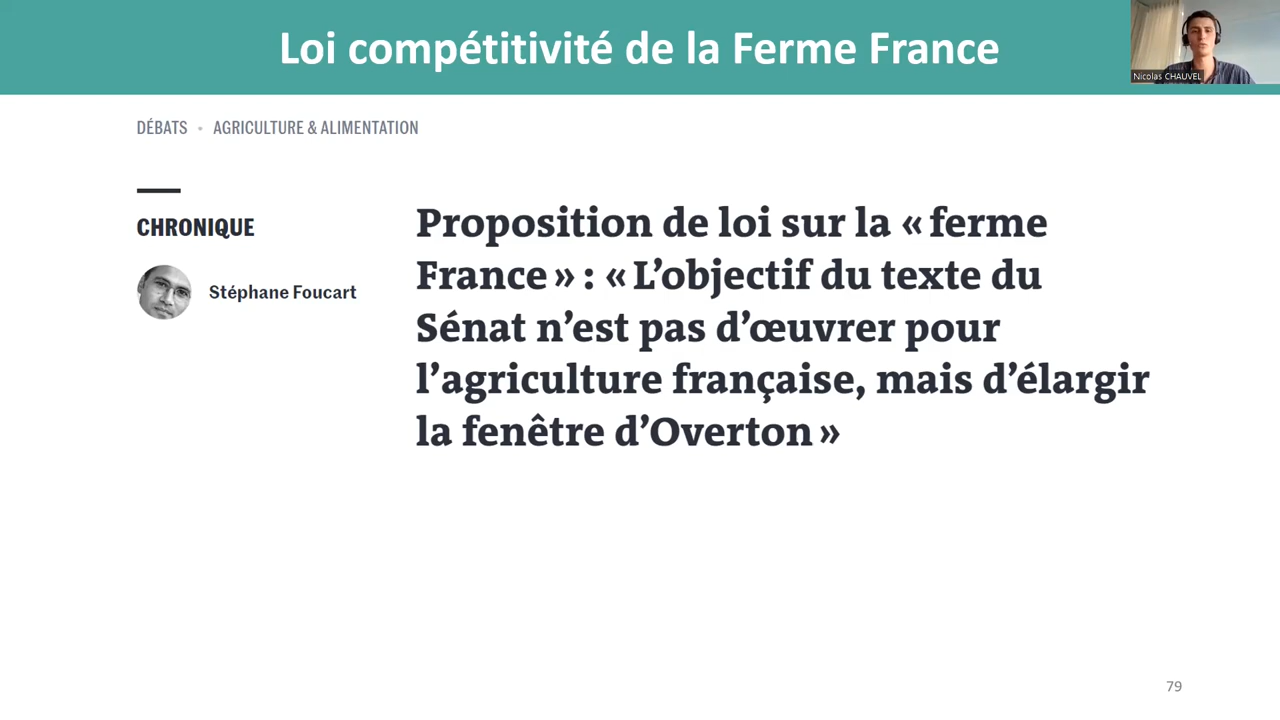 Loi compétitivité de la Ferme France
Nicolas CHAUVEL
DÉBATS • AGRICULTURE & ALIMENTATION
CHRONIQUE
Stéphane Foucart
Proposition de loi sur la « ferme
France » : « L’objectif du texte du
Sénat n’est pas d’œuvrer pour
l’agriculture française, mais d’élargir
la fenêtre d’Overton »
79